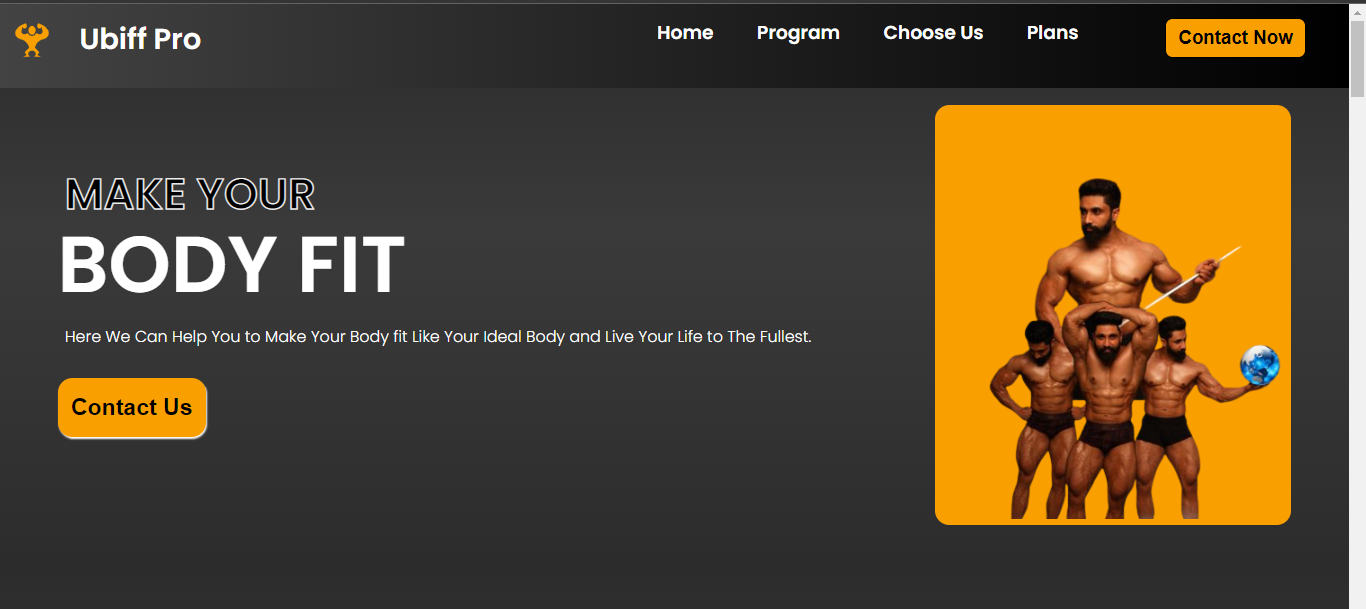 Ubiff Pro
Home
Program
Choose Us
Plans
Contact Now
MAKE YOUR
BODY FIT
Here We Can Help You to Make Your Body fit Like Your Ideal Body and Live Your Life to The Fullest.
Contact Us